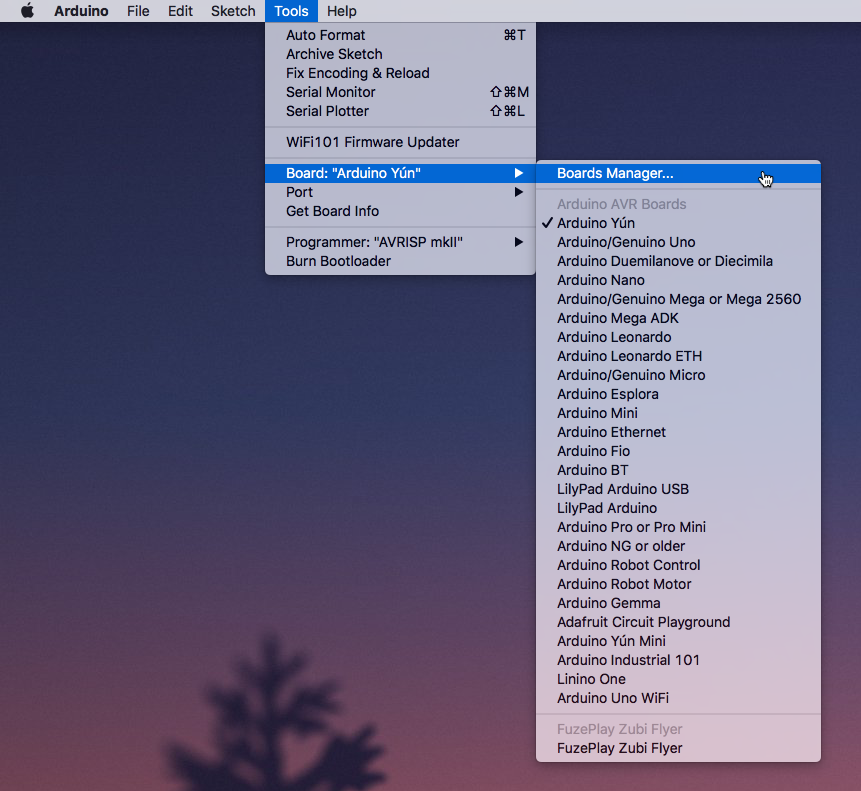 Arduino File Edit Sketch Tools Help
Auto Format ⌘T
Archive Sketch
Fix Encoding & Reload
Serial Monitor ⇧⌘M
Serial Plotter ⇧⌘L
WiFi101 Firmware Updater
Board: "Arduino Yún"
Port
Get Board Info
Programmer: "AVRISP mkII"
Burn Bootloader
Boards Manager...
Arduino AVR Boards
✓ Arduino Yún
Arduino/Genuino Uno
Arduino Duemilanove or Diecimila
Arduino Nano
Arduino/Genuino Mega or Mega 2560
Arduino Mega ADK
Arduino Leonardo
Arduino Leonardo ETH
Arduino/Genuino Micro
Arduino Esplora
Arduino Mini
Arduino Ethernet
Arduino Fio
Arduino BT
LilyPad Arduino USB
LilyPad Arduino
Arduino Pro or Pro Mini
Arduino NG or older
Arduino Robot Control
Arduino Robot Motor
Arduino Gemma
Adafruit Circuit Playground
Arduino Yún Mini
Arduino Industrial 101
Linino One
Arduino Uno WiFi
FuzePlay Zubi Flyer
FuzePlay Zubi Flyer